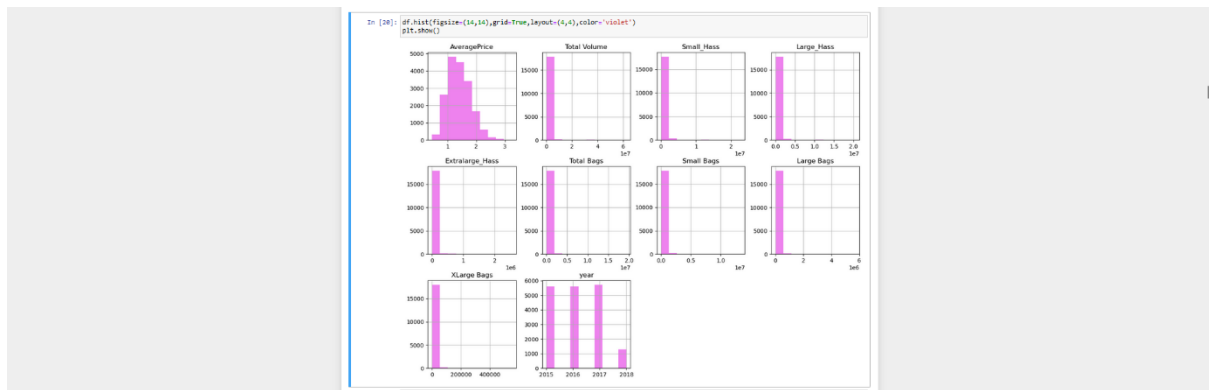 In [20]: df.hist(figsize=(14,14),grid=True,layout=(4,4),color='violet')
plt.show()
AveragePrice
5000
4000
3000
2000
1000
0
1 2 3
Total Volume
15000
10000
5000
0
0 2 4 6
1e7
Small_Hass
15000
10000
5000
0
0 1 2
1e7
Large_Hass
15000
10000
5000
0
0.0 0.5 1.0 1.5 2.0
1e7
Extralarge_Hass
15000
10000
5000
0
0 1 2
1e6
Total Bags
15000
10000
5000
0
0.0 0.5 1.0 1.5 2.0
1e7
Small Bags
15000
10000
5000
0
0.0 0.5 1.0
1e7
Large Bags
15000
10000
5000
0
0 2 4 6
1e6
XLarge Bags
15000
10000
5000
0
0 200000 400000
year
6000
5000
4000
3000
2000
1000
0
2015 2016 2017 2018